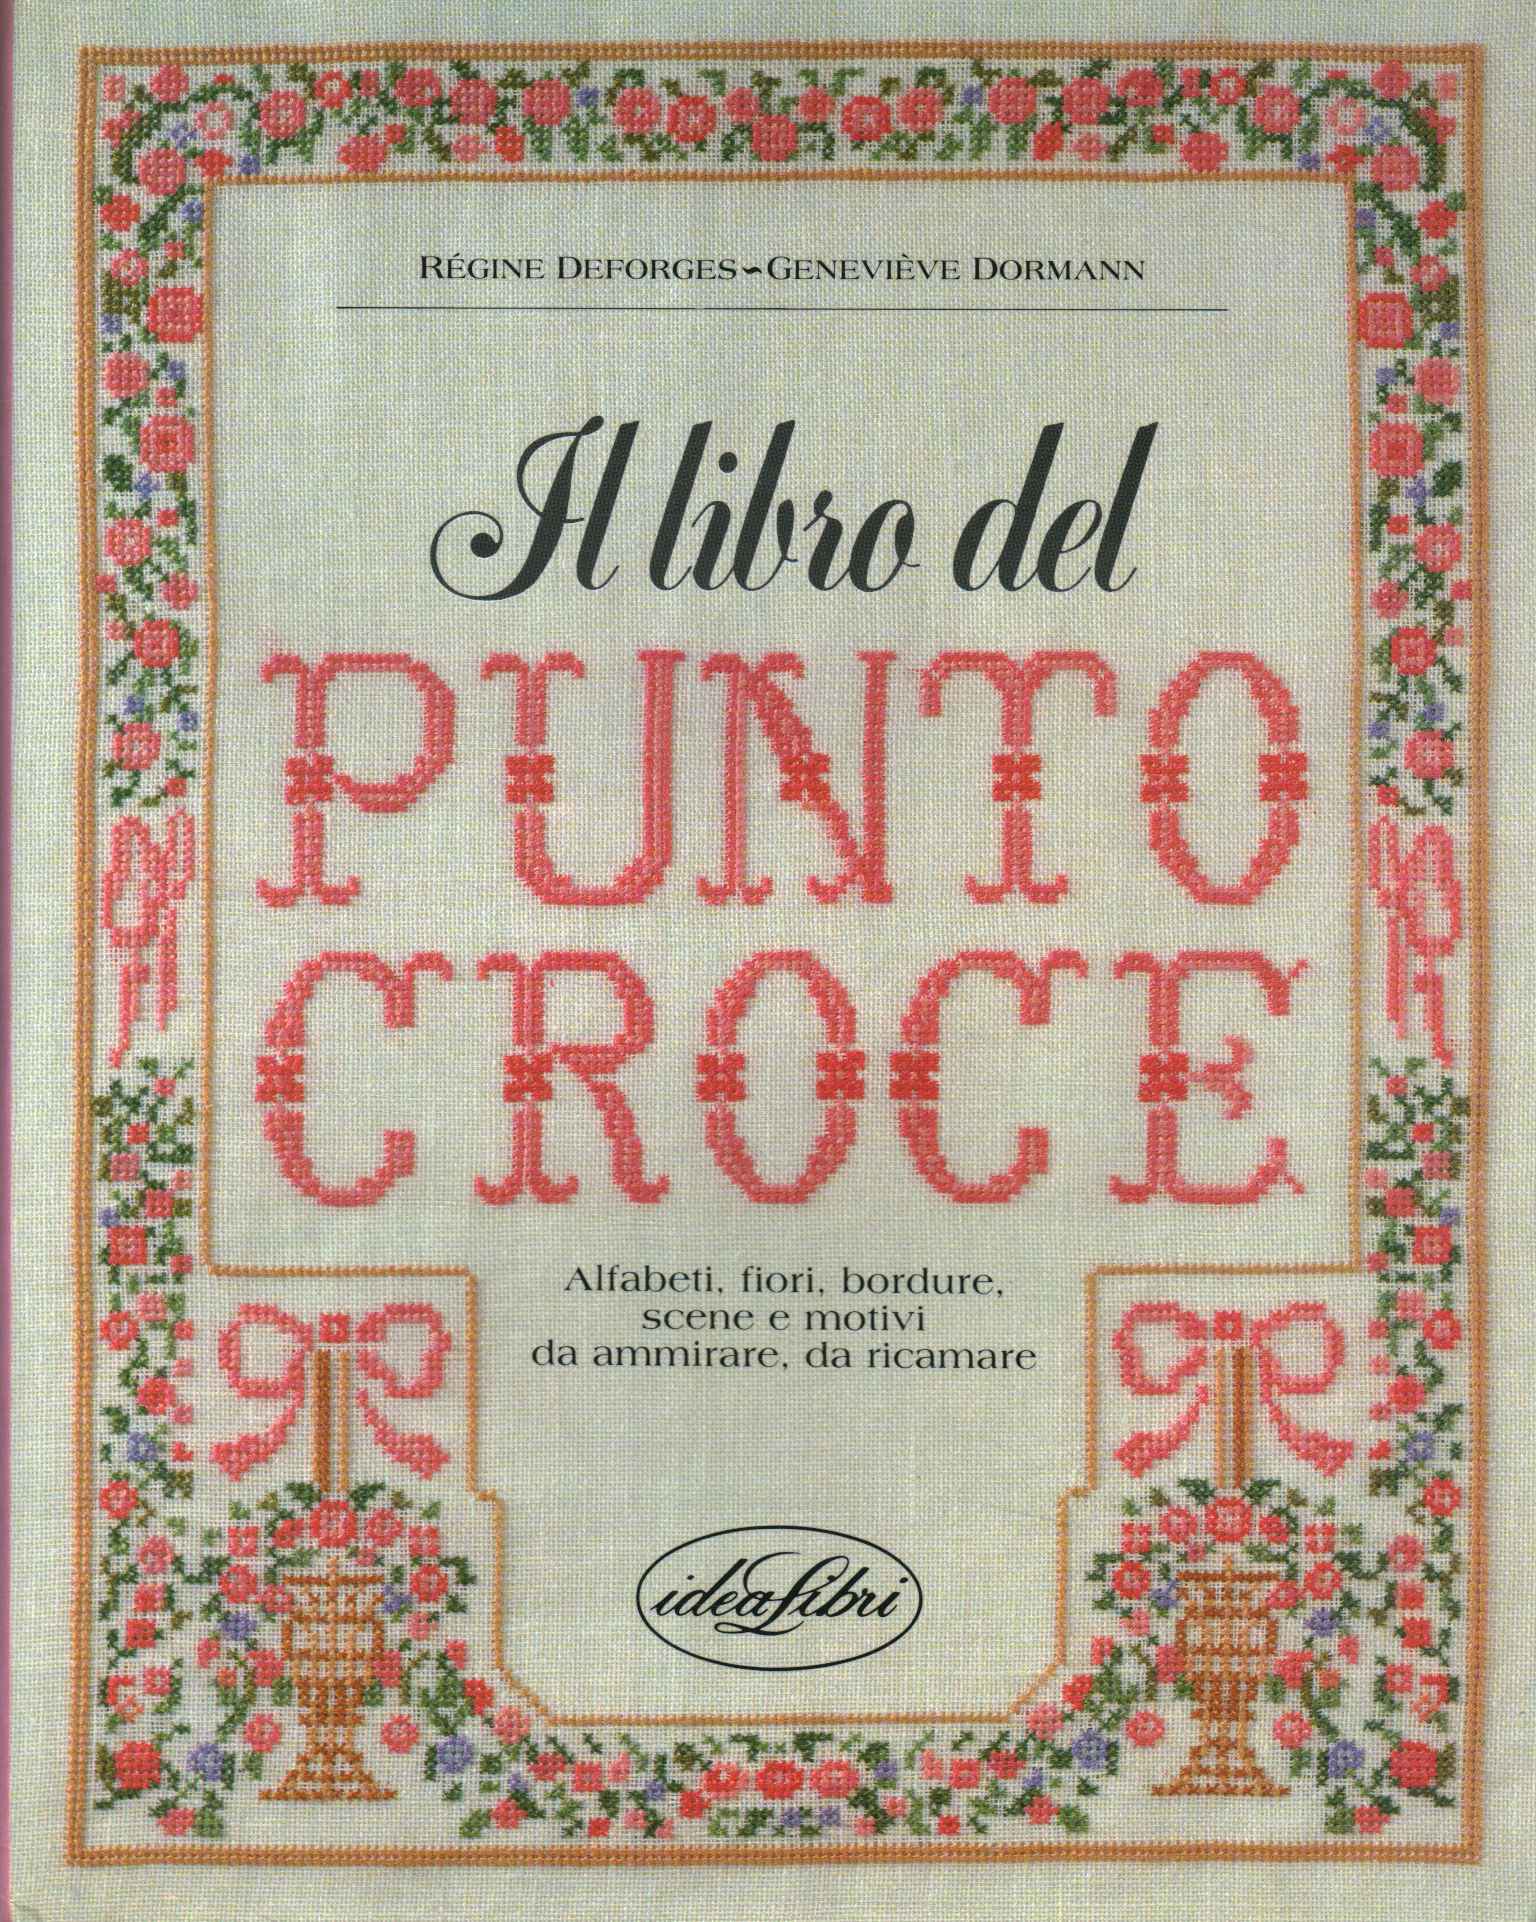 RÉGINE DEFORGES~GENEVIÈVE DORMANN
Il libro del
PUNTO
CROCE
Alfabeti, fiori, bordure,
scene e motivi
da ammirare, da ricamare
ideaLibri